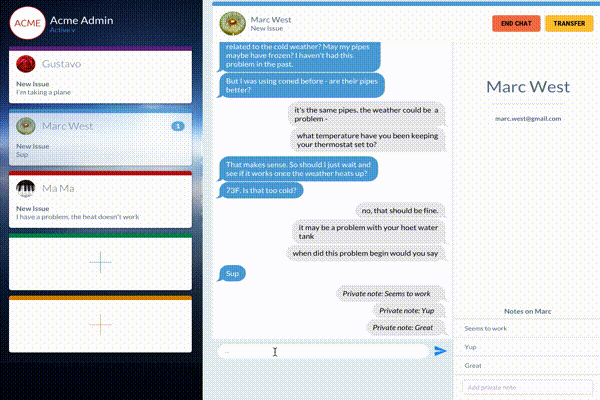 ACME
Acme Admin
Active v
Gustavo
New Issue
I'm taking a plane
Marc West
1
New Issue
Sup
Ma Ma
New Issue
I have a problem, the heat doesn't work
Marc West
New Issue
END CHAT
TRANSFER
related to the cold weather? May my pipes
maybe have frozen? I haven't had this
problem in the past.
But I was using coned before - are their pipes
better?
it's the same pipes. the weather could be a
problem -
what temperature have you been keeping
your thermostat set to?
That makes sense. So should I just wait and
see if it works once the weather heats up?
73F. Is that too cold?
no, that should be fine.
it may be a problem with your hoet water
tank
when did this problem begin would you say
Sup
Private note: Seems to work
Private note: Yup
Private note: Great
Marc West
marc.west@gmail.com
Notes on Marc
Seems to work
Yup
Great
Add private note